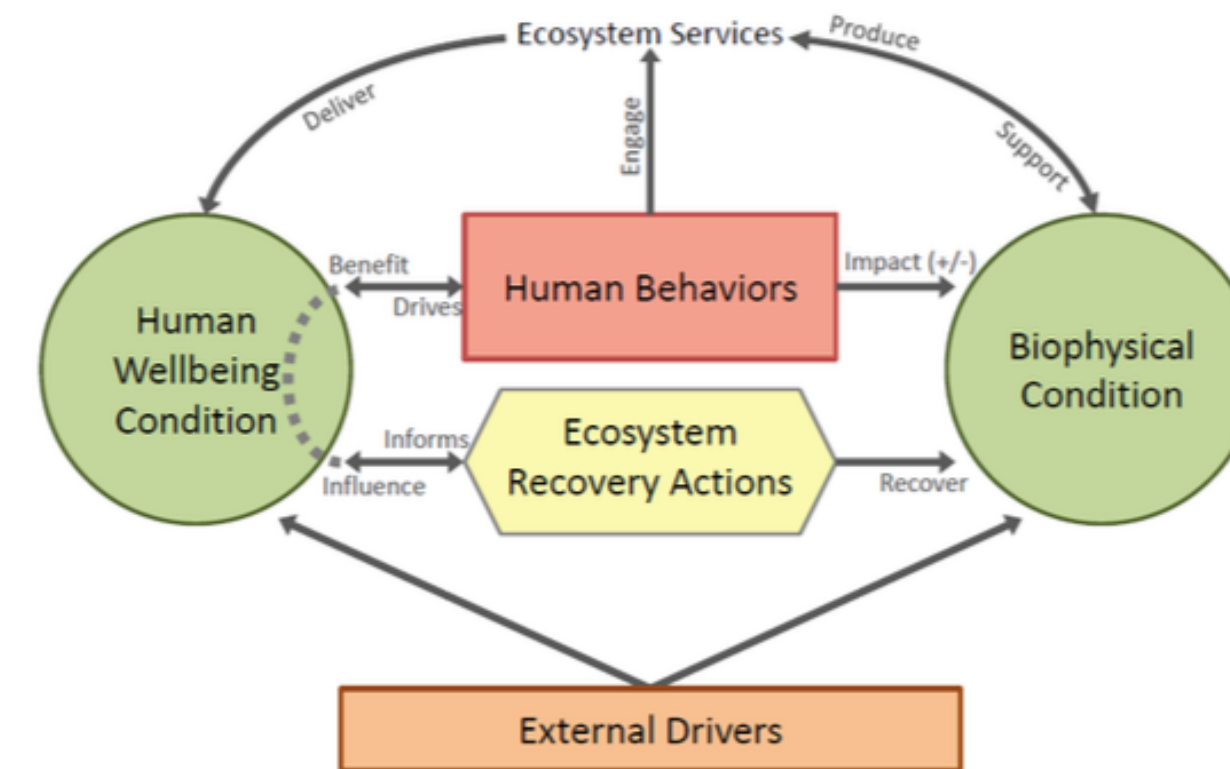 Ecosystem Services
Produce
Deliver
Engage
Support
Benefit
Drives
Human Behaviors
Impact (+/-)
Human
Wellbeing
Condition
Biophysical
Condition
Informs
Influence
Ecosystem
Recovery Actions
Recover
External Drivers